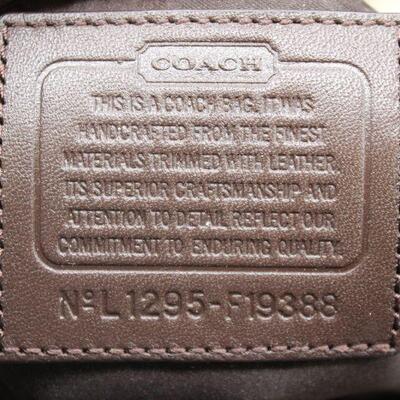 COACH
THIS IS A COACH BAG. IT WAS
HANDCRAFTED FROM THE FINEST
MATERIALS TRIMMED WITH LEATHER.
ITS SUPERIOR CRAFTSMANSHIP AND
ATTENTION TO DETAIL REFLECT OUR
COMMITMENT TO ENDURING QUALITY.
Nº L1295-F19388